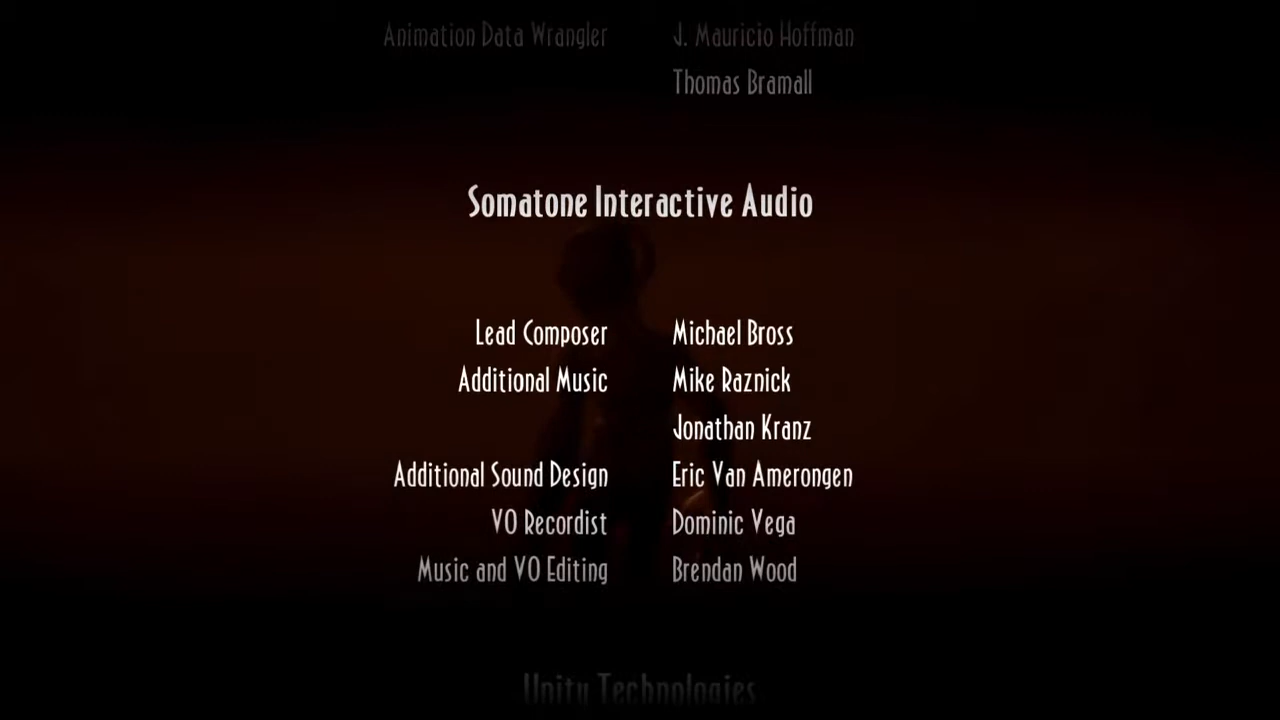 Animation Data Wrangler J. Mauricio Hoffman
Thomas Bramall
Somatone Interactive Audio
Lead Composer Michael Bross
Additional Music Mike Raznick
Jonathan Kranz
Additional Sound Design Eric Van Amerongen
VO Recordist Dominic Vega
Music and VO Editing Brendan Wood
Unity Technologies